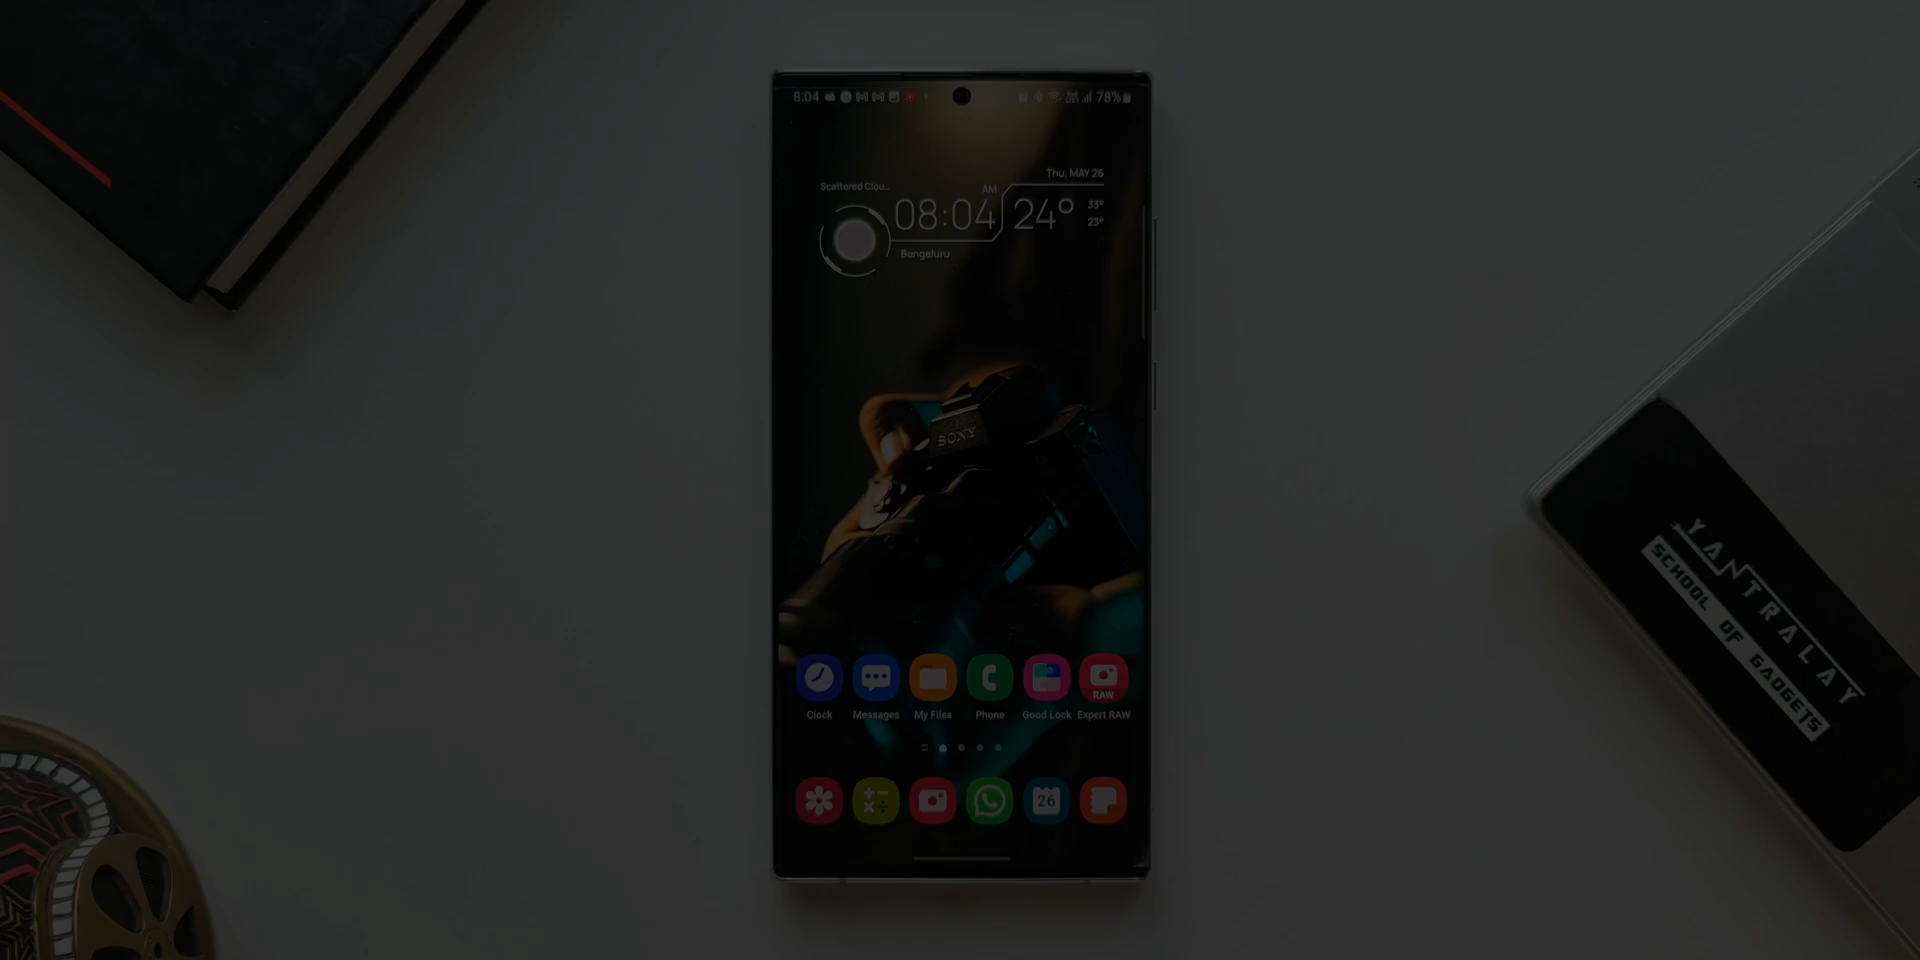 8:04
78%
Thu, MAY 26
Scattered Clou..
AM
08:04
24°
33°
23°
Bengaluru
SONY
RAW
Clock
Messages
My Files
Phone
Good Lock
Expert RAW
26
YANTRALAY
SCHOOL OF GADGETS